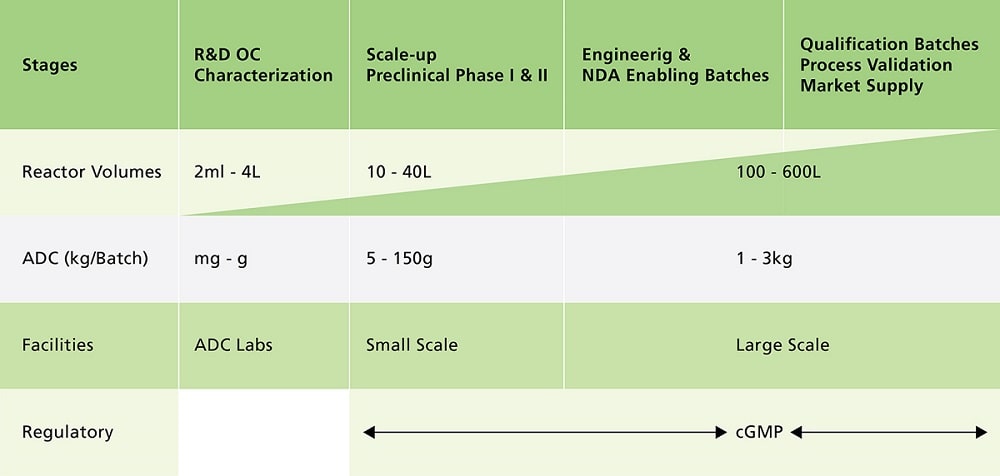 Stages
R&D OC
Characterization
Scale-up
Preclinical Phase I & II
Engineerig &
NDA Enabling Batches
Qualification Batches
Process Validation
Market Supply
Reactor Volumes
2ml - 4L
10 - 40L
100 - 600L
ADC (kg/Batch)
mg - g
5 - 150g
1 - 3kg
Facilities
ADC Labs
Small Scale
Large Scale
Regulatory
cGMP